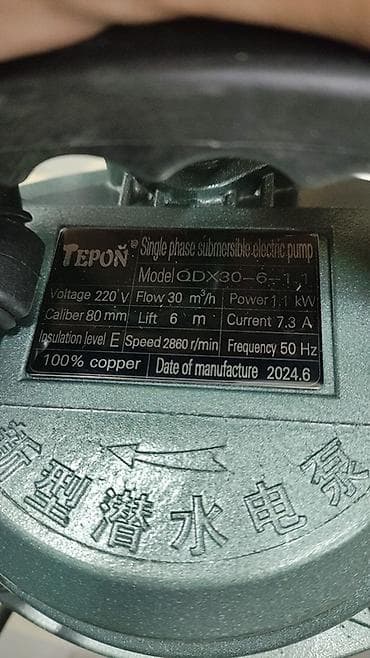 TEPOŇ® Single phase submersible electric pump
Model QDX30-6-1.1
Voltage 220V Flow 30 m³/h Power 1.1 kW
Caliber 80 mm Lift 6 m Current 7.3 A
Insulation level E Speed 2860 r/min Frequency 50 Hz
100% copper Date of manufacture 2024.6
新型潜水电泵